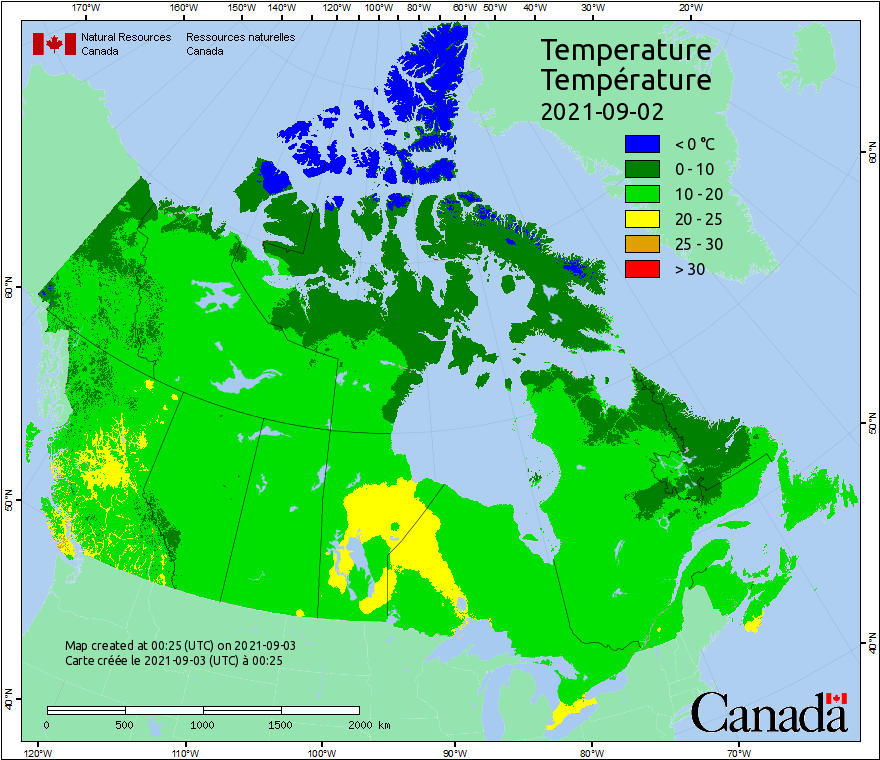 170°W 160°W 150°W 140°W 120°W 100°W 80°W 60°W 50°W 40°W 30°W 20°W
Natural Resources Ressources naturelles
Canada Canada
Temperature
Température
2021-09-02
< 0 °C
0 - 10
10 - 20
20 - 25
25 - 30
> 30
60°N
60°N
50°N
50°N
40°N
40°N
Map created at 00:25 (UTC) on 2021-09-03
Carte créée le 2021-09-03 (UTC) à 00:25
0 500 1000 1500 2000 km
Canada
120°W 110°W 100°W 90°W 80°W 70°W